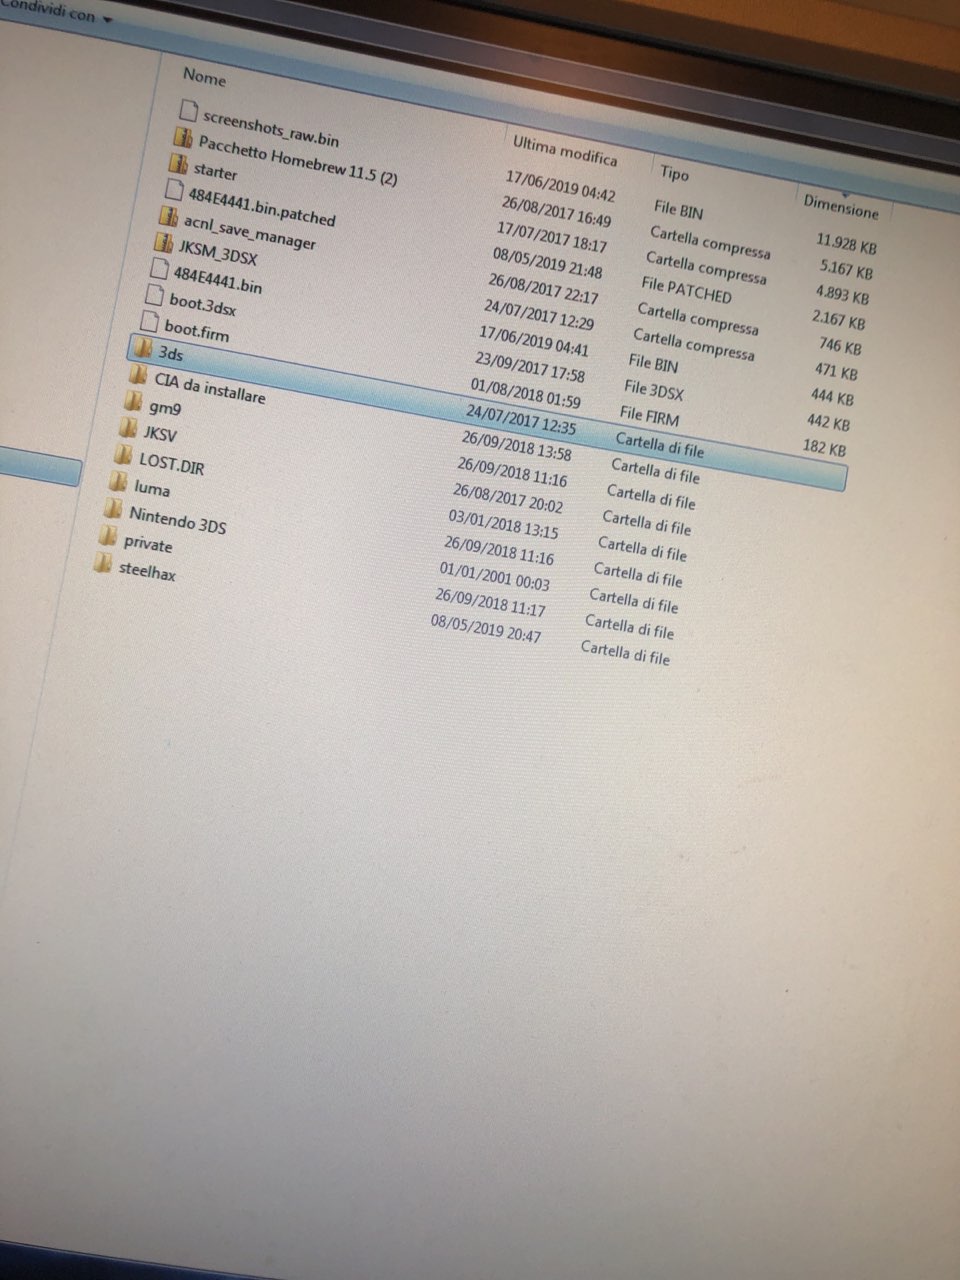 Condividi con
Nome Ultima modifica Tipo Dimensione
screenshots_raw.bin 17/06/2019 04:42 File BIN 11.928 KB
Pacchetto Homebrew 11.5 (2) 26/08/2017 16:49 Cartella compressa 5.167 KB
starter 17/07/2017 18:17 Cartella compressa 4.893 KB
484E4441.bin.patched 08/05/2019 21:48 File PATCHED 2.167 KB
acnl_save_manager 26/08/2017 22:17 Cartella compressa 746 KB
JKSM_3DSX 24/07/2017 12:29 Cartella compressa 471 KB
484E4441.bin 17/06/2019 04:41 File BIN 444 KB
boot.3dsx 23/09/2017 17:58 File 3DSX 442 KB
boot.firm 01/08/2018 01:59 File FIRM 182 KB
3ds 24/07/2017 12:35 Cartella di file
CIA da installare 26/09/2018 13:58 Cartella di file
gm9 26/09/2018 11:16 Cartella di file
JKSV 26/08/2017 20:02 Cartella di file
LOST.DIR 03/01/2018 13:15 Cartella di file
luma 26/09/2018 11:16 Cartella di file
Nintendo 3DS 01/01/2001 00:03 Cartella di file
private 26/09/2018 11:17 Cartella di file
steelhax 08/05/2019 20:47 Cartella di file